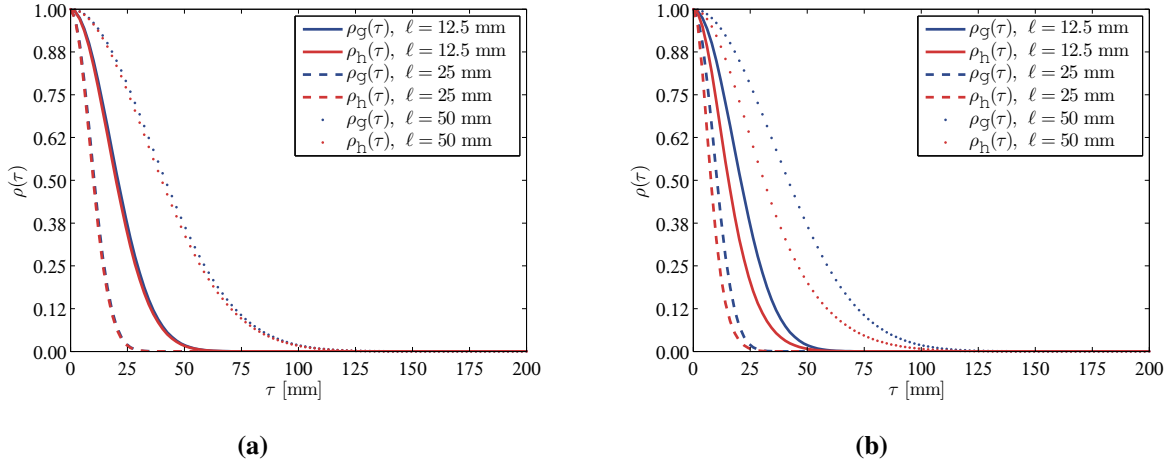 1.00
0.88
0.75
0.62
0.50
0.38
0.25
0.12
0.00
ρ(τ)
0 25 50 75 100 125 150 175 200
τ [mm]
ρg(τ), ℓ = 12.5 mm
ρh(τ), ℓ = 12.5 mm
ρg(τ), ℓ = 25 mm
ρh(τ), ℓ = 25 mm
ρg(τ), ℓ = 50 mm
ρh(τ), ℓ = 50 mm
(a)
1.00
0.88
0.75
0.62
0.50
0.38
0.25
0.12
0.00
ρ(τ)
0 25 50 75 100 125 150 175 200
τ [mm]
ρg(τ), ℓ = 12.5 mm
ρh(τ), ℓ = 12.5 mm
ρg(τ), ℓ = 25 mm
ρh(τ), ℓ = 25 mm
ρg(τ), ℓ = 50 mm
ρh(τ), ℓ = 50 mm
(b)